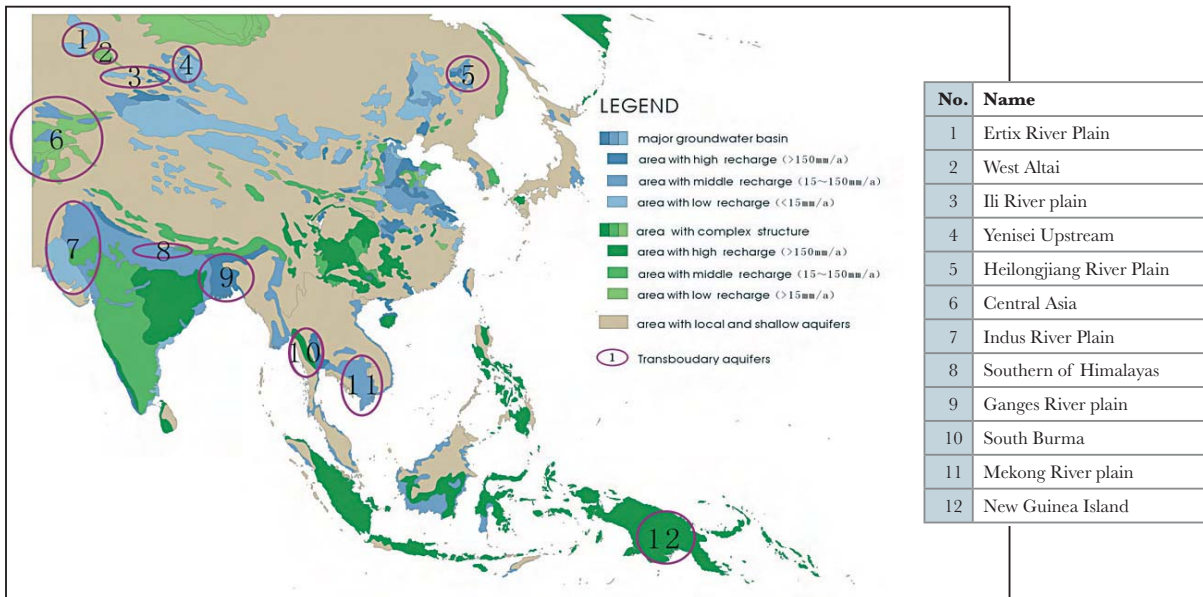 1
2
3
4
5
6
7
8
9
10
11
12
LEGEND
major groundwater basin
area with high recharge (>150mm/a)
area with middle recharge (15~150mm/a)
area with low recharge (<15mm/a)
area with complex structure
area with high recharge (>150mm/a)
area with middle recharge (15~150mm/a)
area with low recharge (>15mm/a)
area with local and shallow aquifers
1 Transboudary aquifers
No. Name
1 Ertix River Plain
2 West Altai
3 Ili River plain
4 Yenisei Upstream
5 Heilongjiang River Plain
6 Central Asia
7 Indus River Plain
8 Southern of Himalayas
9 Ganges River plain
10 South Burma
11 Mekong River plain
12 New Guinea Island